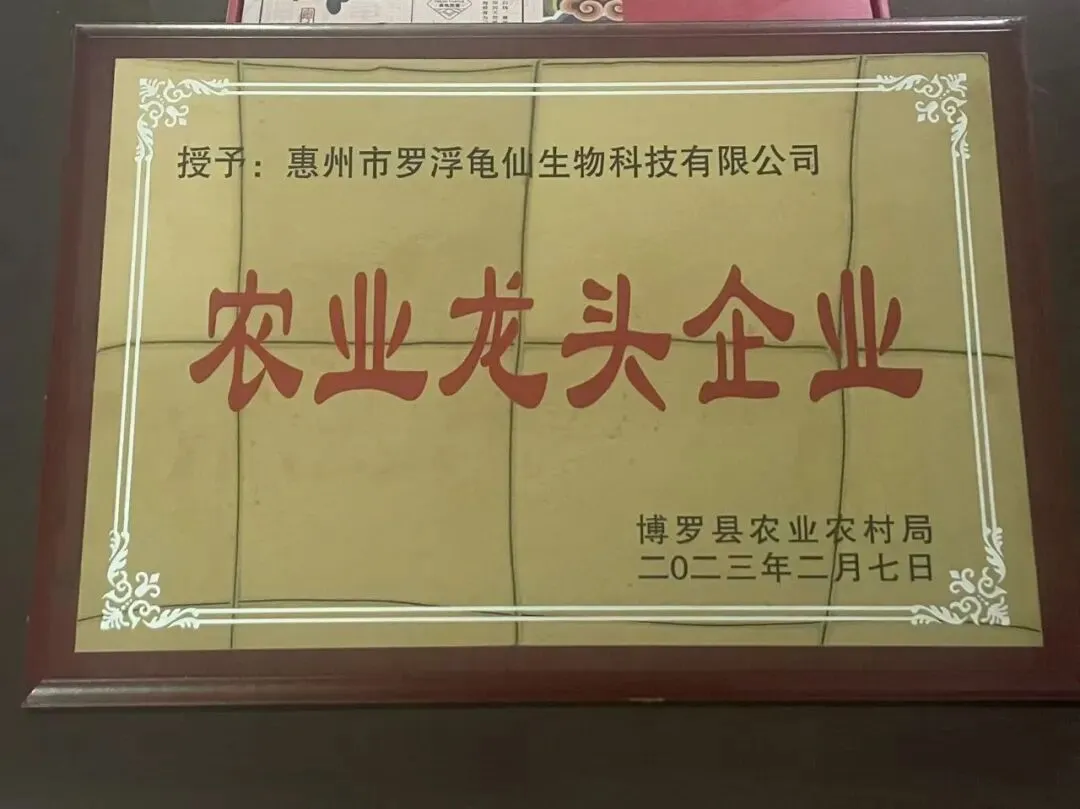 授予：惠州市罗浮龟仙生物科技有限公司
农业龙头企业
博罗县农业农村局
二0二三年二月七日